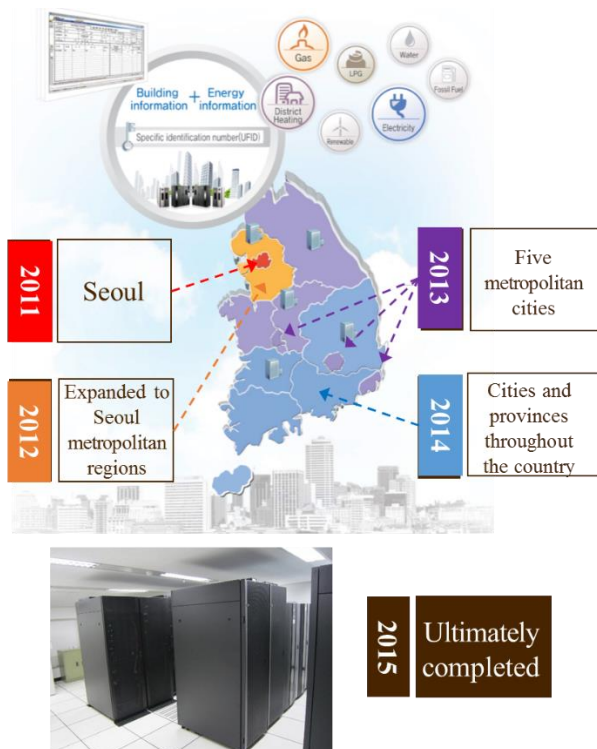 Building
information
+
Energy
information
Specific identification number(UFID)
Gas
LPG
Water
Fossil Fuel
District
Heating
Renewable
Electricity
2011
Seoul
2013
Five
metropolitan
cities
2012
Expanded to
Seoul
metropolitan
regions
2014
Cities and
provinces
throughout
the country
2015
Ultimately
completed